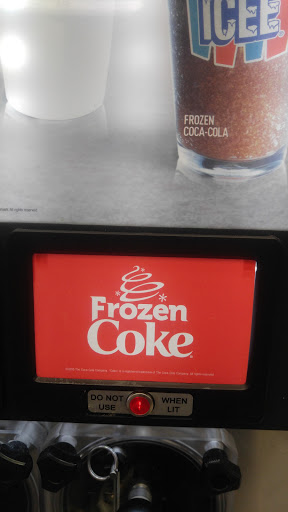 ICEE
FROZEN
COCA-COLA
Frozen
Coke
DO NOT USE WHEN LIT